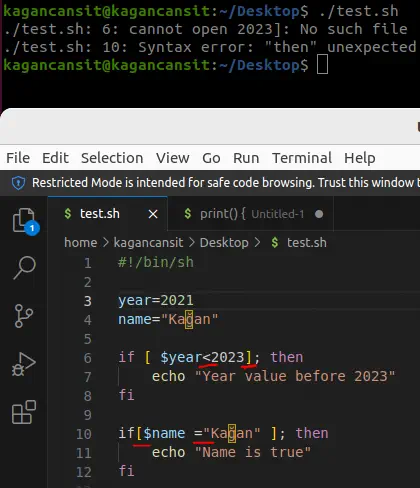 kagancansit@kagancansit:~/Desktop$ ./test.sh
./test.sh: 6: cannot open 2023]: No such file
./test.sh: 10: Syntax error: "then" unexpected
kagancansit@kagancansit:~/Desktop$
File Edit Selection View Go Run Terminal Help
Restricted Mode is intended for safe code browsing. Trust this window t
$ test.sh × $ print() { Untitled-1 ●
home > kagancansit > Desktop > $ test.sh
1 #!/bin/sh
2
3 year=2021
4 name="Kağan"
5
6 if [ $year<2023]; then
7 echo "Year value before 2023"
8 fi
9
10 if[$name ="Kağan" ]; then
11 echo "Name is true"
12 fi
1